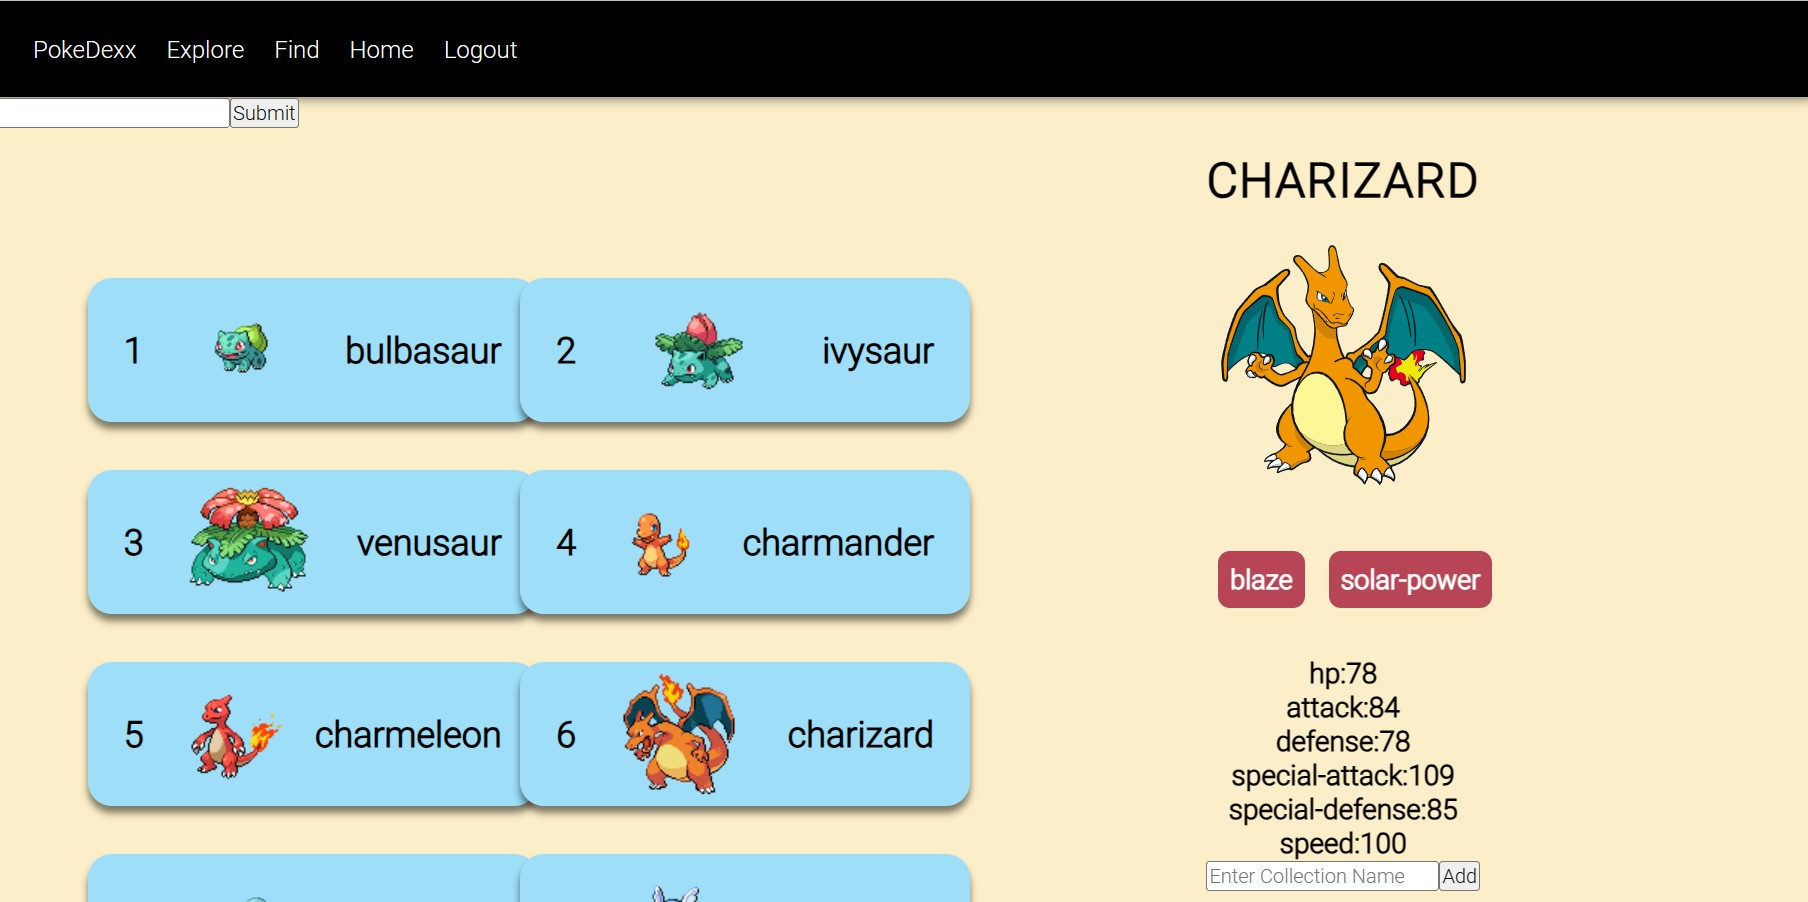 PokeDexx Explore Find Home Logout
Submit
1 bulbasaur
2 ivysaur
3 venusaur
4 charmander
5 charmeleon
6 charizard
CHARIZARD
blaze solar-power
hp:78
attack:84
defense:78
special-attack:109
special-defense:85
speed:100
Enter Collection Name Add